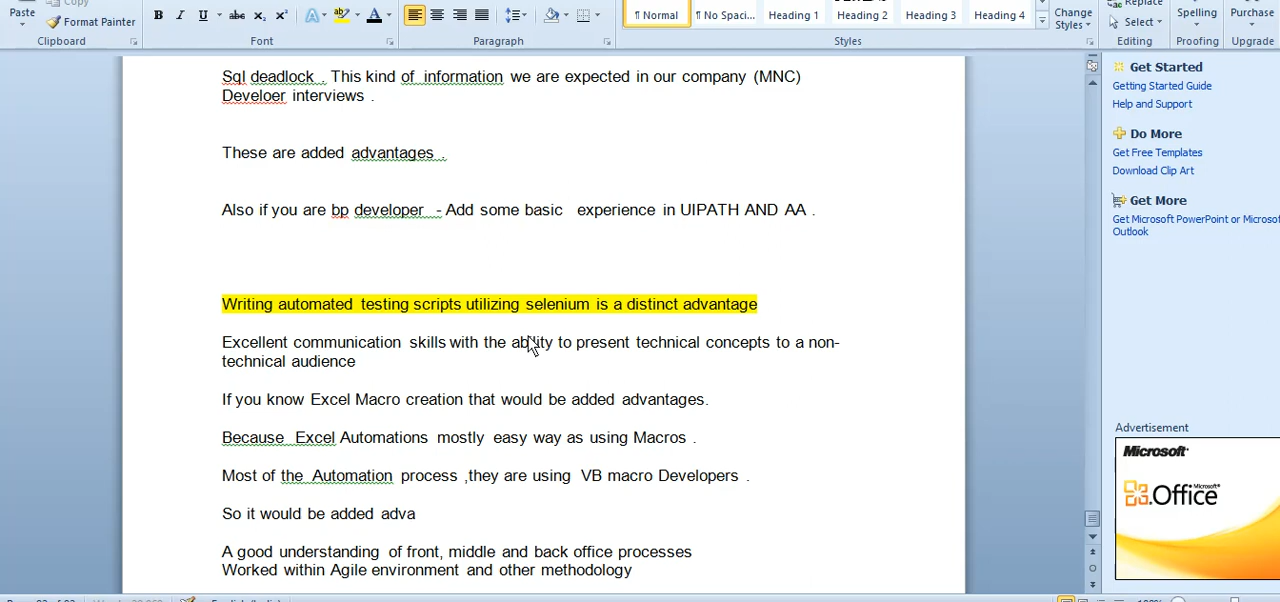 Copy
Replace
Paste
Format Painter
B I U abc x₂ x² A ab A
¶ Normal ¶ No Spaci... Heading 1 Heading 2 Heading 3 Heading 4 Change Styles Select Spelling Purchase
Clipboard Font Paragraph Styles Editing Proofing Upgrade
Sql deadlock . This kind of information we are expected in our company (MNC)
Develoer interviews .
These are added advantages .
Also if you are bp developer - Add some basic experience in UIPATH AND AA .
Writing automated testing scripts utilizing selenium is a distinct advantage
Excellent communication skills with the ability to present technical concepts to a non-
technical audience
If you know Excel Macro creation that would be added advantages.
Because Excel Automations mostly easy way as using Macros .
Most of the Automation process ,they are using VB macro Developers .
So it would be added adva
A good understanding of front, middle and back office processes
Worked within Agile environment and other methodology
Get Started
Getting Started Guide
Help and Support
Do More
Get Free Templates
Download Clip Art
Get More
Get Microsoft PowerPoint or Microsof
Outlook
Advertisement
Microsoft
Office Microsoft